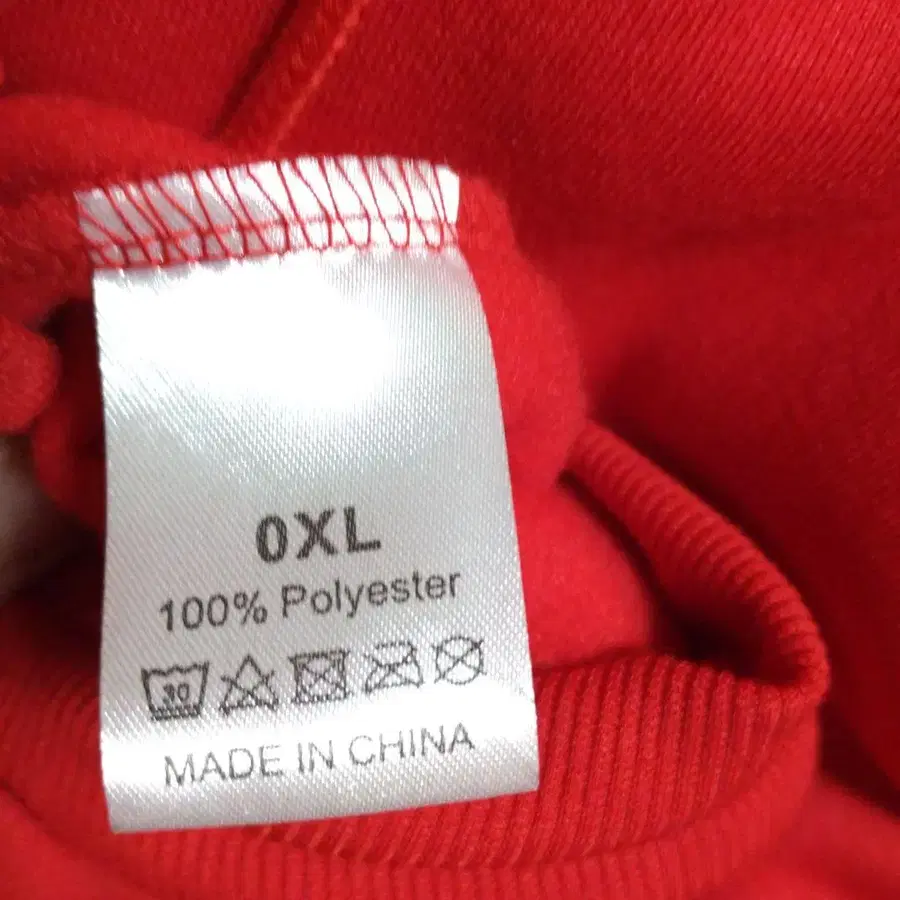 0XL
100% Polyester
30
MADE IN CHINA